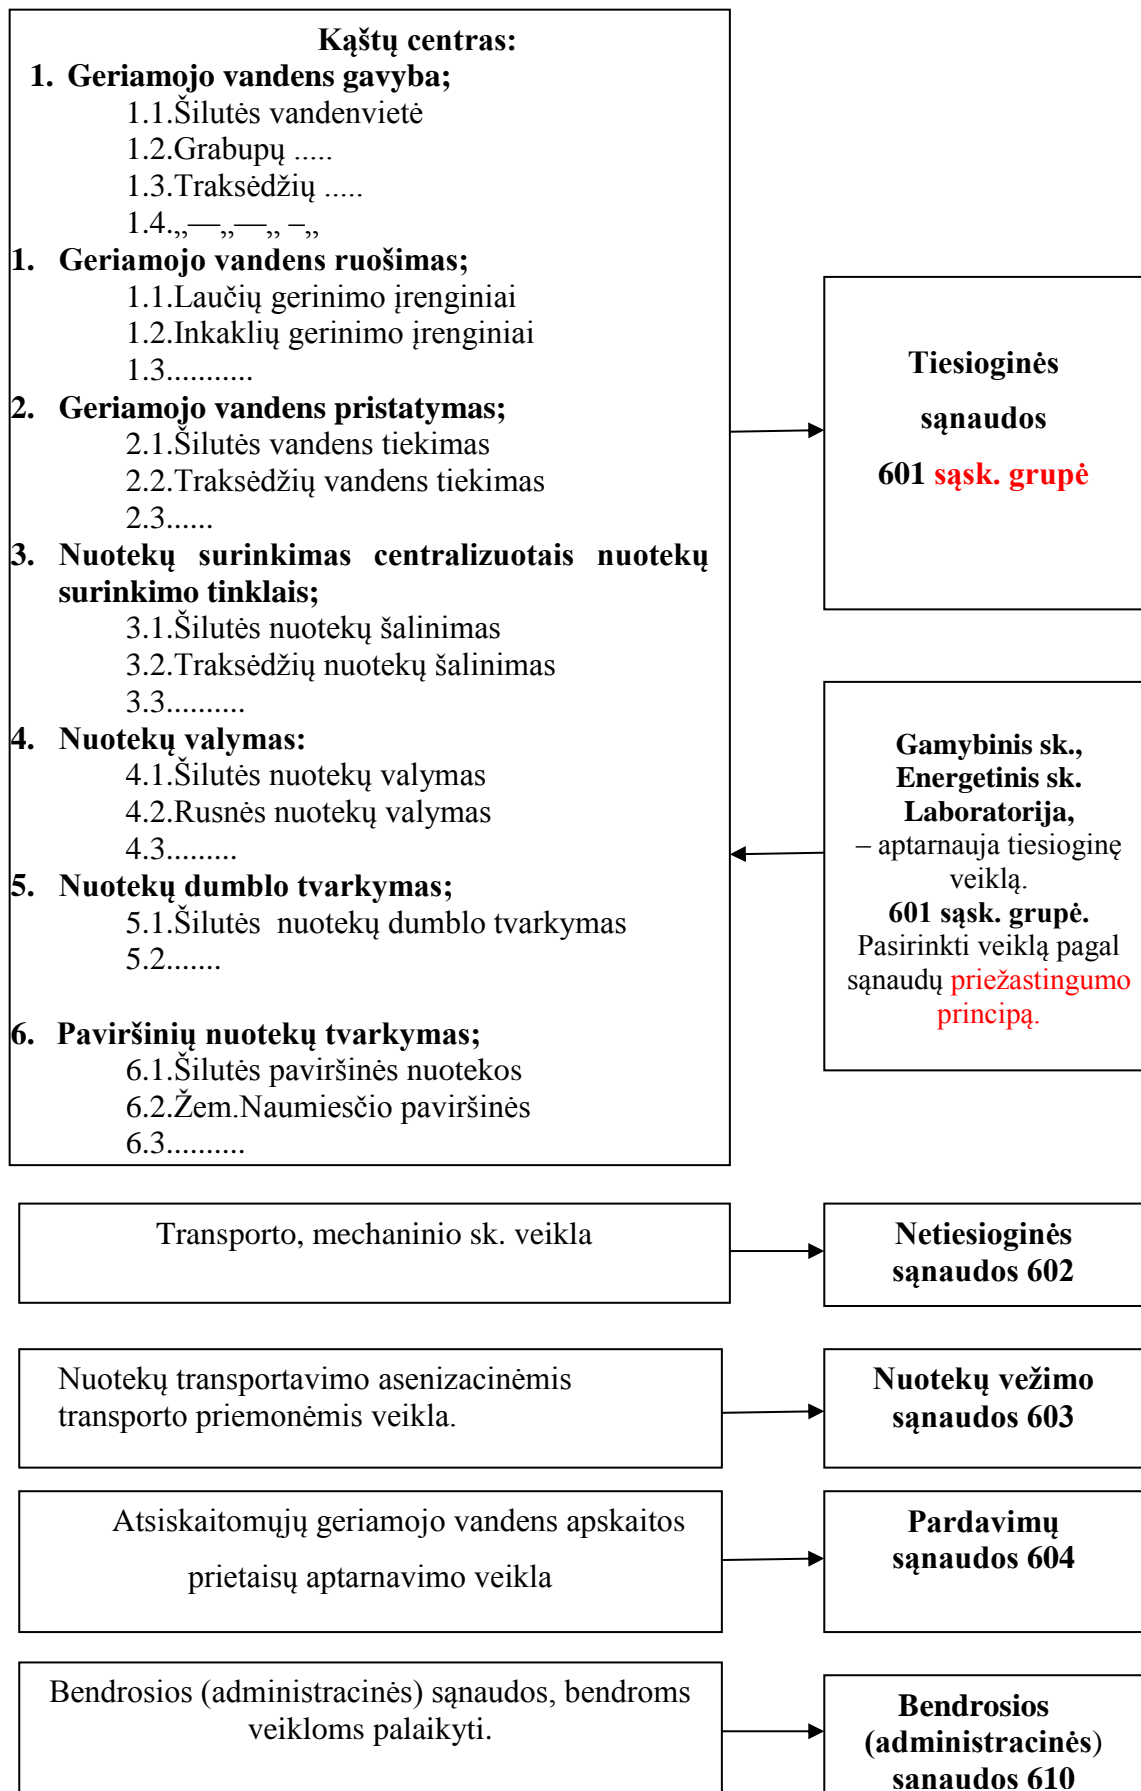 Kąštų centras:
1. Geriamojo vandens gavyba;
1.1.Šilutės vandenvietė
1.2.Grabupų .....
1.3.Traksėdžių .....
1.4.,,—,,—,, –,,
1. Geriamojo vandens ruošimas;
1.1.Laučių gerinimo įrenginiai
1.2.Inkaklių gerinimo įrenginiai
1.3...........
2. Geriamojo vandens pristatymas;
2.1.Šilutės vandens tiekimas
2.2.Traksėdžių vandens tiekimas
2.3......
3. Nuotekų surinkimas centralizuotais nuotekų
surinkimo tinklais;
3.1.Šilutės nuotekų šalinimas
3.2.Traksėdžių nuotekų šalinimas
3.3..........
4. Nuotekų valymas:
4.1.Šilutės nuotekų valymas
4.2.Rusnės nuotekų valymas
4.3.........
5. Nuotekų dumblo tvarkymas;
5.1.Šilutės nuotekų dumblo tvarkymas
5.2.......
6. Paviršinių nuotekų tvarkymas;
6.1.Šilutės paviršinės nuotekos
6.2.Žem.Naumiesčio paviršinės
6.3..........
Tiesioginės
sąnaudos
601 sąsk. grupė
Gamybinis sk.,
Energetinis sk.
Laboratorija,
– aptarnauja tiesioginę
veiklą.
601 sąsk. grupė.
Pasirinkti veiklą pagal
sąnaudų priežastingumo
principą.
Transporto, mechaninio sk. veikla
Netiesioginės
sąnaudos 602
Nuotekų transportavimo asenizacinėmis
transporto priemonėmis veikla.
Nuotekų vežimo
sąnaudos 603
Atsiskaitomųjų geriamojo vandens apskaitos
prietaisų aptarnavimo veikla
Pardavimų
sąnaudos 604
Bendrosios (administracinės) sąnaudos, bendroms
veikloms palaikyti.
Bendrosios
(administracinės)
sąnaudos 610